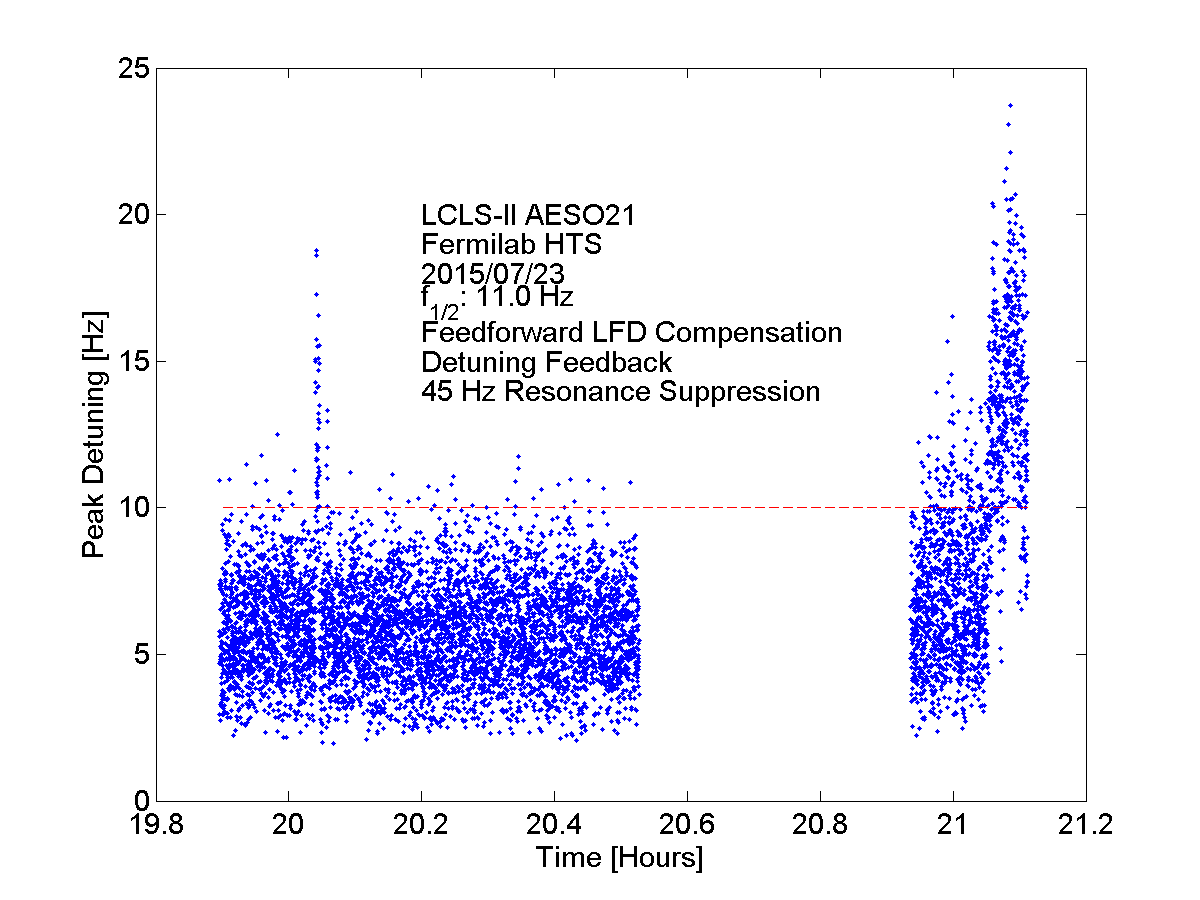 25
20
15
10
5
0
Peak Detuning [Hz]
LCLS-II AESO21
Fermilab HTS
2015/07/23
f1/2: 11.0 Hz
Feedforward LFD Compensation
Detuning Feedback
45 Hz Resonance Suppression
19.8 20 20.2 20.4 20.6 20.8 21 21.2
Time [Hours]